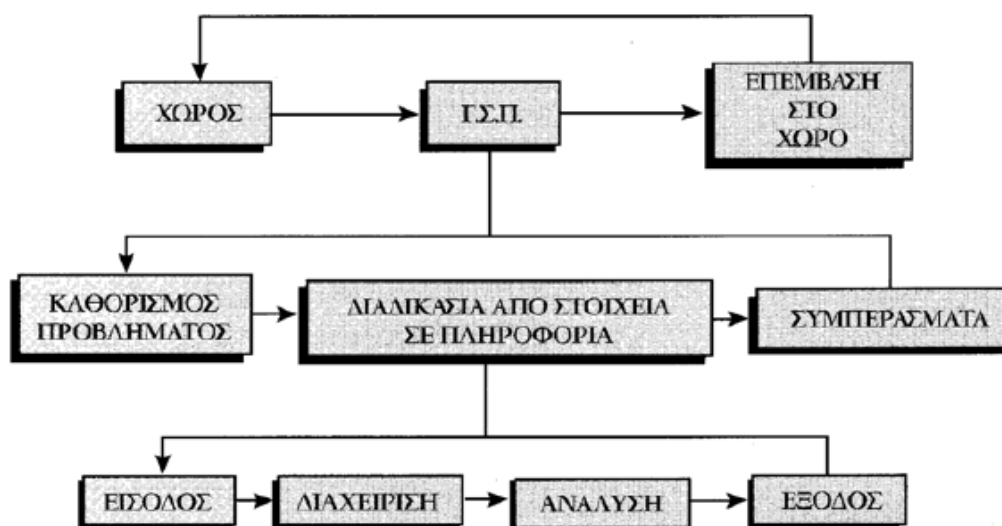 ΧΩΡΟΣ
Γ.Σ.Π.
ΕΠΕΜΒΑΣΗ
ΣΤΟ
ΧΩΡΟ
ΚΑΘΟΡΙΣΜΟΣ
ΠΡΟΒΛΗΜΑΤΟΣ
ΔΙΑΔΙΚΑΣΙΑ ΑΠΟ ΣΤΟΙΧΕΙΑ
ΣΕ ΠΛΗΡΟΦΟΡΙΑ
ΣΥΜΠΕΡΑΣΜΑΤΑ
ΕΙΣΟΔΟΣ
ΔΙΑΧΕΙΡΙΣΗ
ΑΝΑΛΥΣΗ
ΕΞΟΔΟΣ